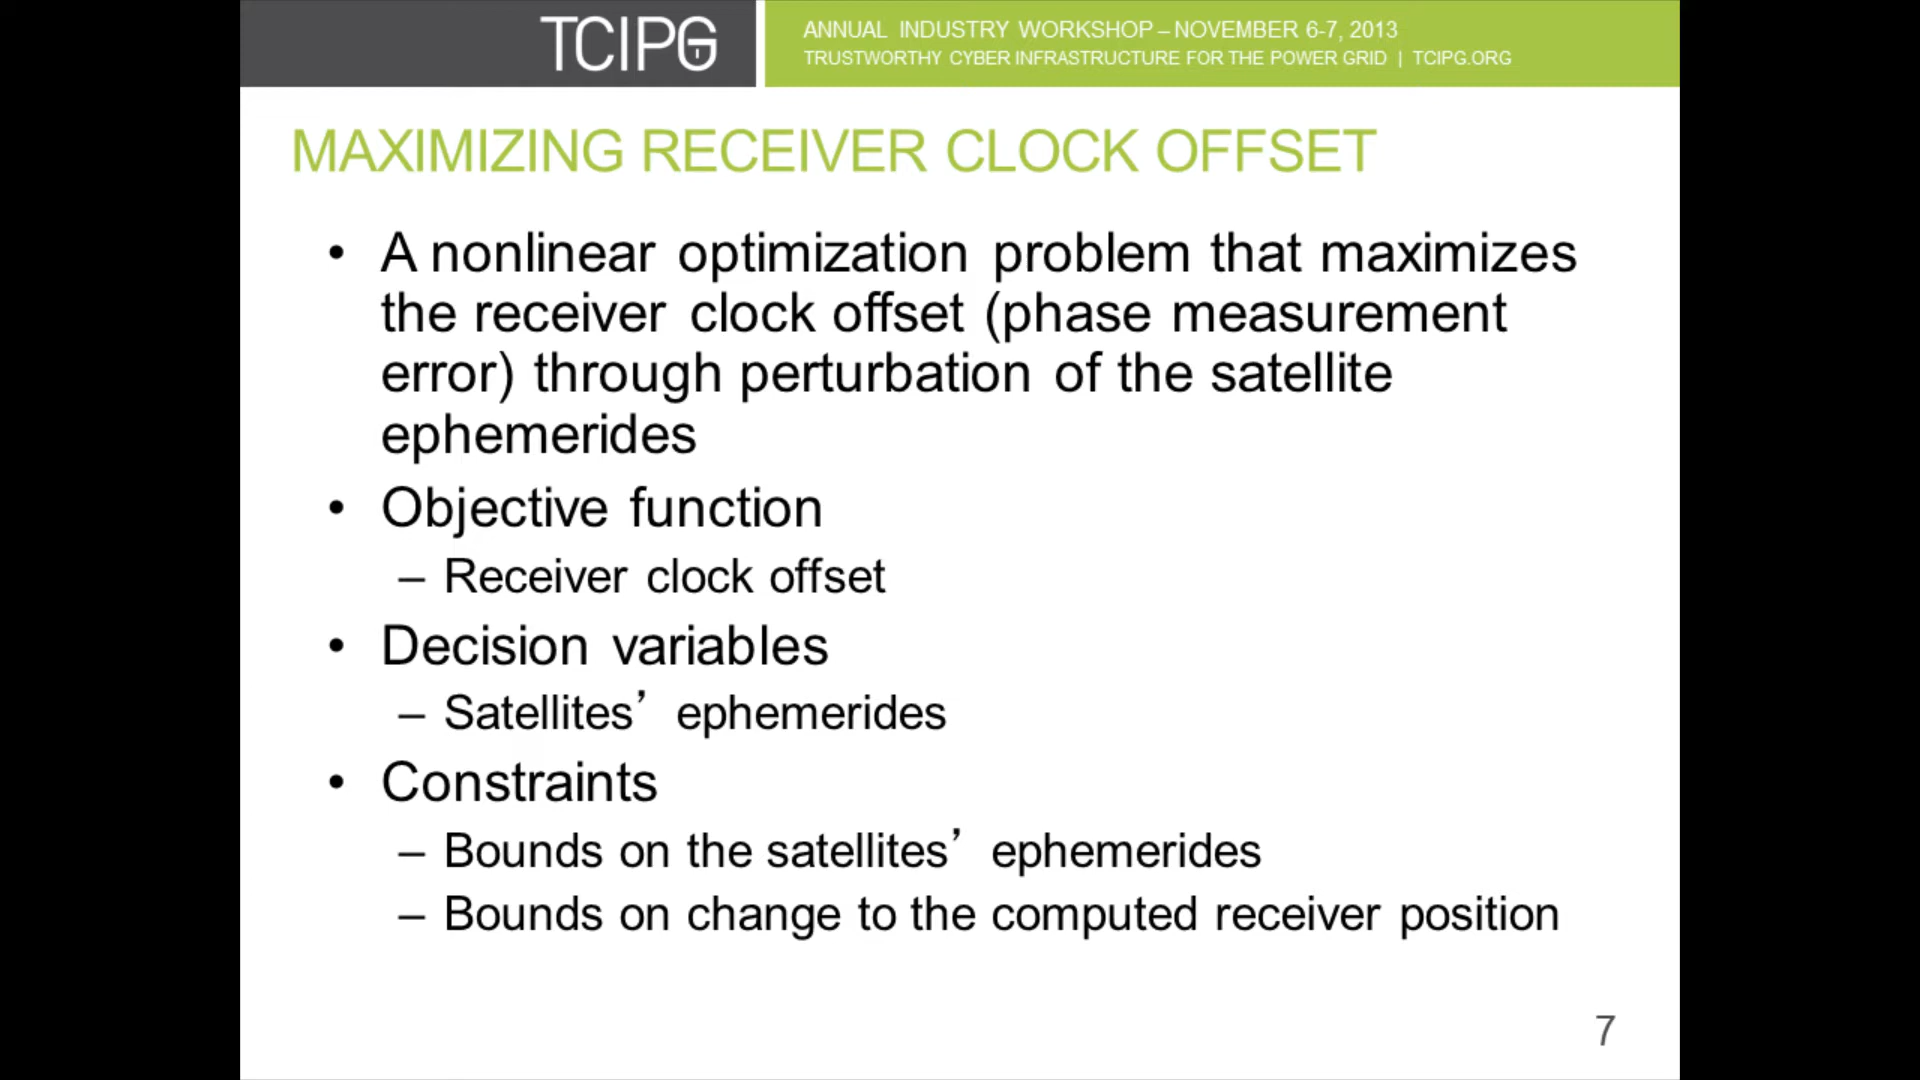 TCIPG
ANNUAL INDUSTRY WORKSHOP – NOVEMBER 6-7, 2013
TRUSTWORTHY CYBER INFRASTRUCTURE FOR THE POWER GRID | TCIPG.ORG
MAXIMIZING RECEIVER CLOCK OFFSET
• A nonlinear optimization problem that maximizes
the receiver clock offset (phase measurement
error) through perturbation of the satellite
ephemerides
• Objective function
– Receiver clock offset
• Decision variables
– Satellites’ ephemerides
• Constraints
– Bounds on the satellites’ ephemerides
– Bounds on change to the computed receiver position
7